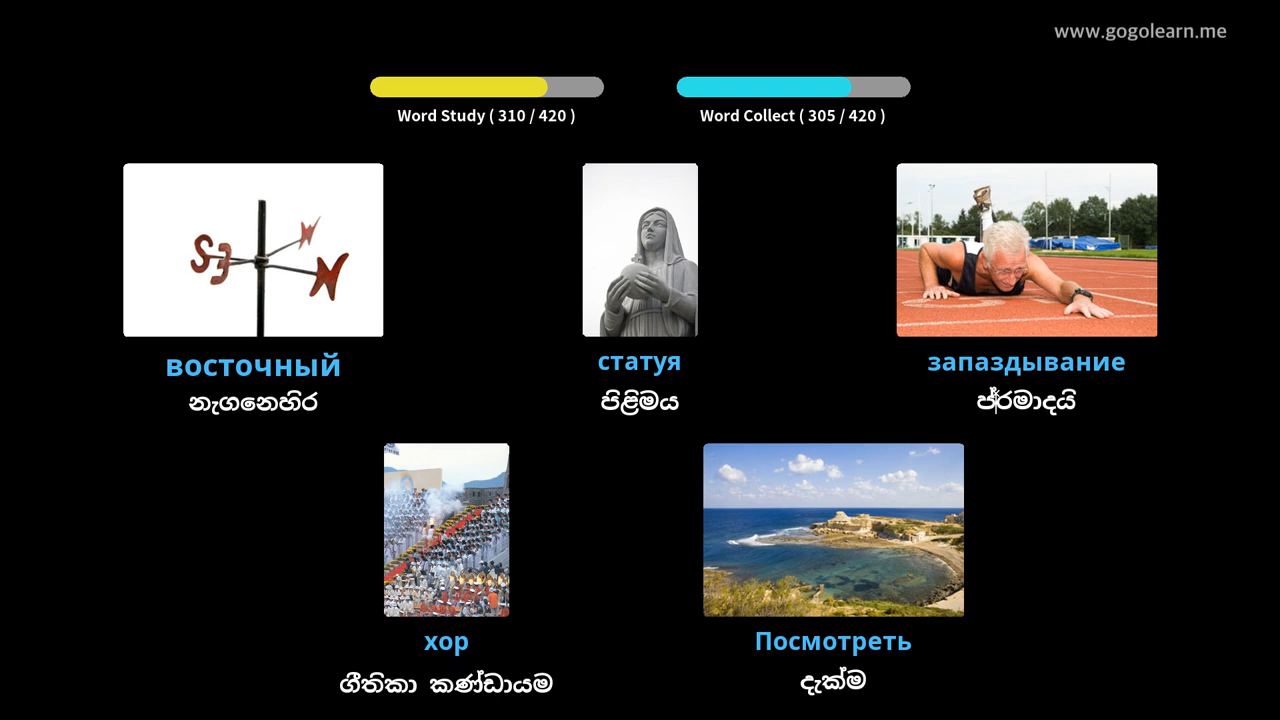 www.gogolearn.me
Word Study ( 310 / 420 )
Word Collect ( 305 / 420 )
S E N N
восточный
නැගනෙහිර
статуя
පිළිමය
запаздывание
ප්‍රමාදයි
хор
ගීතිකා කණ්ඩායම
Посмотреть
දැක්ම